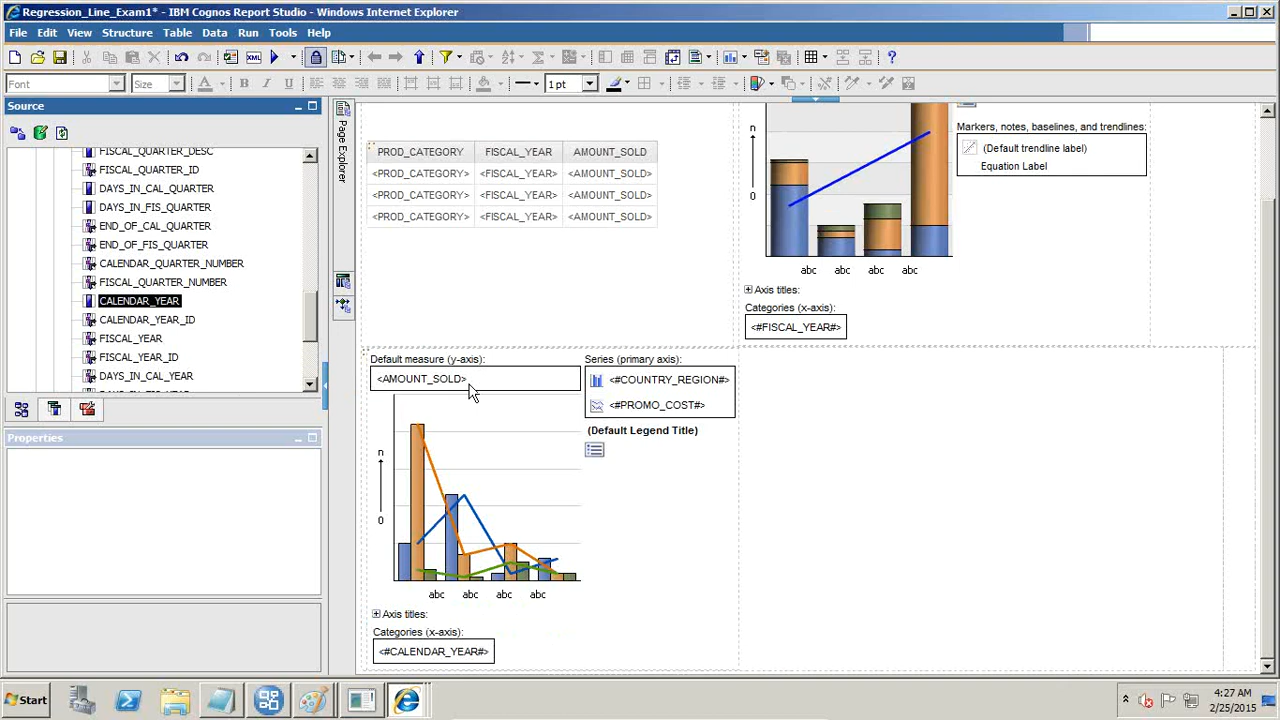 Regression_Line_Exam1* - IBM Cognos Report Studio - Windows Internet Explorer
File Edit View Structure Table Data Run Tools Help
Font Size B I U 1 pt
Source
FISCAL_QUARTER_DESC
FISCAL_QUARTER_ID
DAYS_IN_CAL_QUARTER
DAYS_IN_FIS_QUARTER
END_OF_CAL_QUARTER
END_OF_FIS_QUARTER
CALENDAR_QUARTER_NUMBER
FISCAL_QUARTER_NUMBER
CALENDAR_YEAR
CALENDAR_YEAR_ID
FISCAL_YEAR
FISCAL_YEAR_ID
DAYS_IN_CAL_YEAR
Properties
Page Explorer
PROD_CATEGORY FISCAL_YEAR AMOUNT_SOLD
<PROD_CATEGORY> <FISCAL_YEAR> <AMOUNT_SOLD>
<PROD_CATEGORY> <FISCAL_YEAR> <AMOUNT_SOLD>
<PROD_CATEGORY> <FISCAL_YEAR> <AMOUNT_SOLD>
n
0
abc abc abc abc
Axis titles:
Categories (x-axis):
<#FISCAL_YEAR#>
Markers, notes, baselines, and trendlines:
(Default trendline label)
Equation Label
Default measure (y-axis):
<AMOUNT_SOLD>
Series (primary axis):
<#COUNTRY_REGION#>
<#PROMO_COST#>
(Default Legend Title)
n
0
abc abc abc abc
Axis titles:
Categories (x-axis):
<#CALENDAR_YEAR#>
Start
4:27 AM
2/25/2015